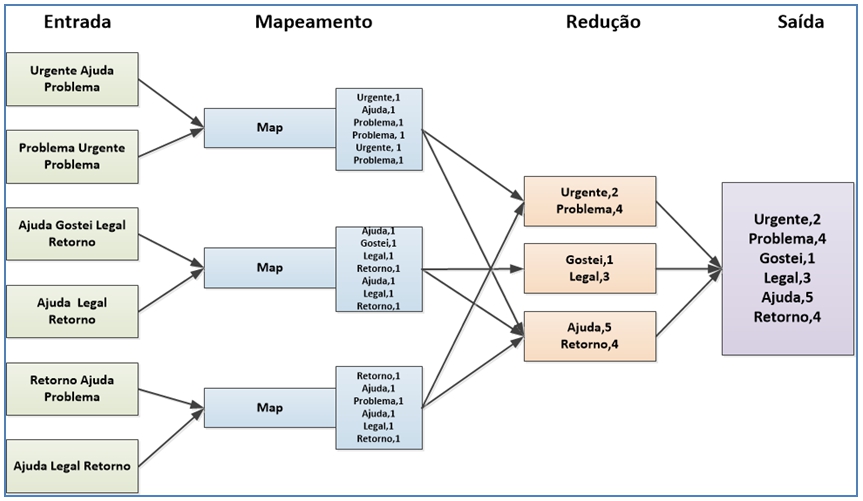 Entrada
Mapeamento
Redução
Saída
Urgente Ajuda
Problema
Problema Urgente
Problema
Ajuda Gostei Legal
Retorno
Ajuda  Legal
Retorno
Retorno Ajuda
Problema
Ajuda Legal Retorno
Map
Urgente,1
Ajuda,1
Problema,1
Problema, 1
Urgente, 1
Problema,1
Map
Ajuda,1
Gostei,1
Legal,1
Retorno,1
Ajuda,1
Legal,1
Retorno,1
Map
Retorno,1
Ajuda,1
Problema,1
Ajuda,1
Legal,1
Retorno,1
Urgente,2
Problema,4
Gostei,1
Legal,3
Ajuda,5
Retorno,4
Urgente,2
Problema,4
Gostei,1
Legal,3
Ajuda,5
Retorno,4